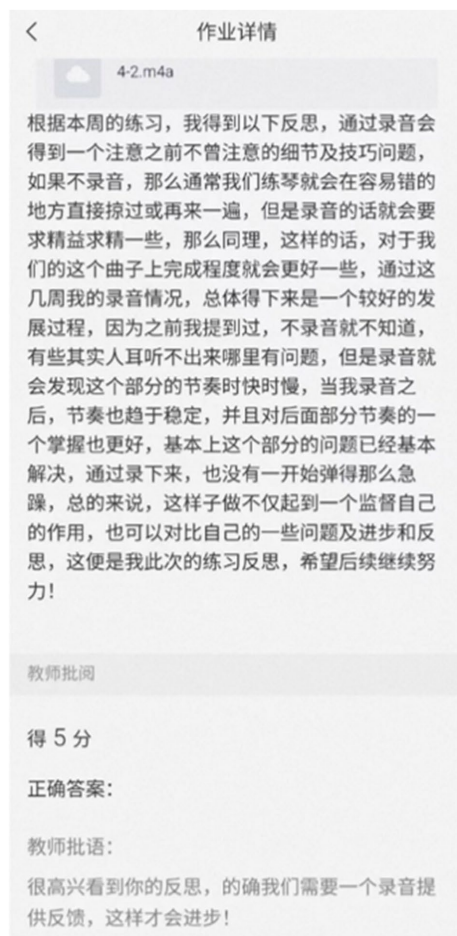 作业详情
4-2.m4a
根据本周的练习，我得到以下反思，通过录音会
得到一个注意之前不曾注意的细节及技巧问题，
如果不录音，那么通常我们练琴就会在容易错的
地方直接掠过或再来一遍，但是录音的话就会要
求精益求精一些，那么同理，这样的话，对于我
们的这个曲子上完成程度就会更好一些，通过这
几周我的录音情况，总体得下来是一个较好的发
展过程，因为之前我提到过，不录音就不知道，
有些其实人耳听不出来哪里有问题，但是录音就
会发现这个部分的节奏时快时慢，当我录音之
后，节奏也趋于稳定，并且对后面部分节奏的一
个掌握也更好，基本上这个部分的问题已经基本
解决，通过录下来，也没有一开始弹得那么急
躁，总的来说，这样子做不仅起到一个监督自己
的作用，也可以对比自己的一些问题及进步和反
思，这便是我此次的练习反思，希望后续继续努
力！
教师批阅
得 5 分
正确答案：
教师批语：
很高兴看到你的反思，的确我们需要一个录音提
供反馈，这样才会进步！